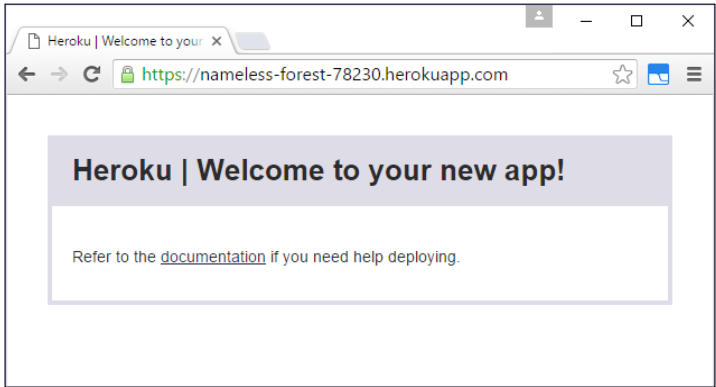 Heroku | Welcome to your
https://nameless-forest-78230.herokuapp.com
Heroku | Welcome to your new app!
Refer to the documentation if you need help deploying.